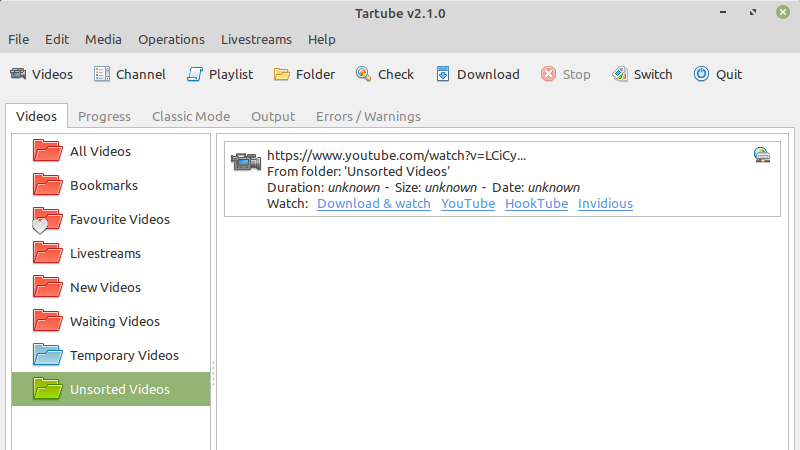 Tartube v2.1.0
File Edit Media Operations Livestreams Help
Videos Channel Playlist Folder Check Download Stop Switch Quit
Videos Progress Classic Mode Output Errors / Warnings
All Videos
Bookmarks
Favourite Videos
Livestreams
New Videos
Waiting Videos
Temporary Videos
Unsorted Videos
https://www.youtube.com/watch?v=LCiCy...
From folder: 'Unsorted Videos'
Duration: unknown - Size: unknown - Date: unknown
Watch: Download & watch YouTube HookTube Invidious